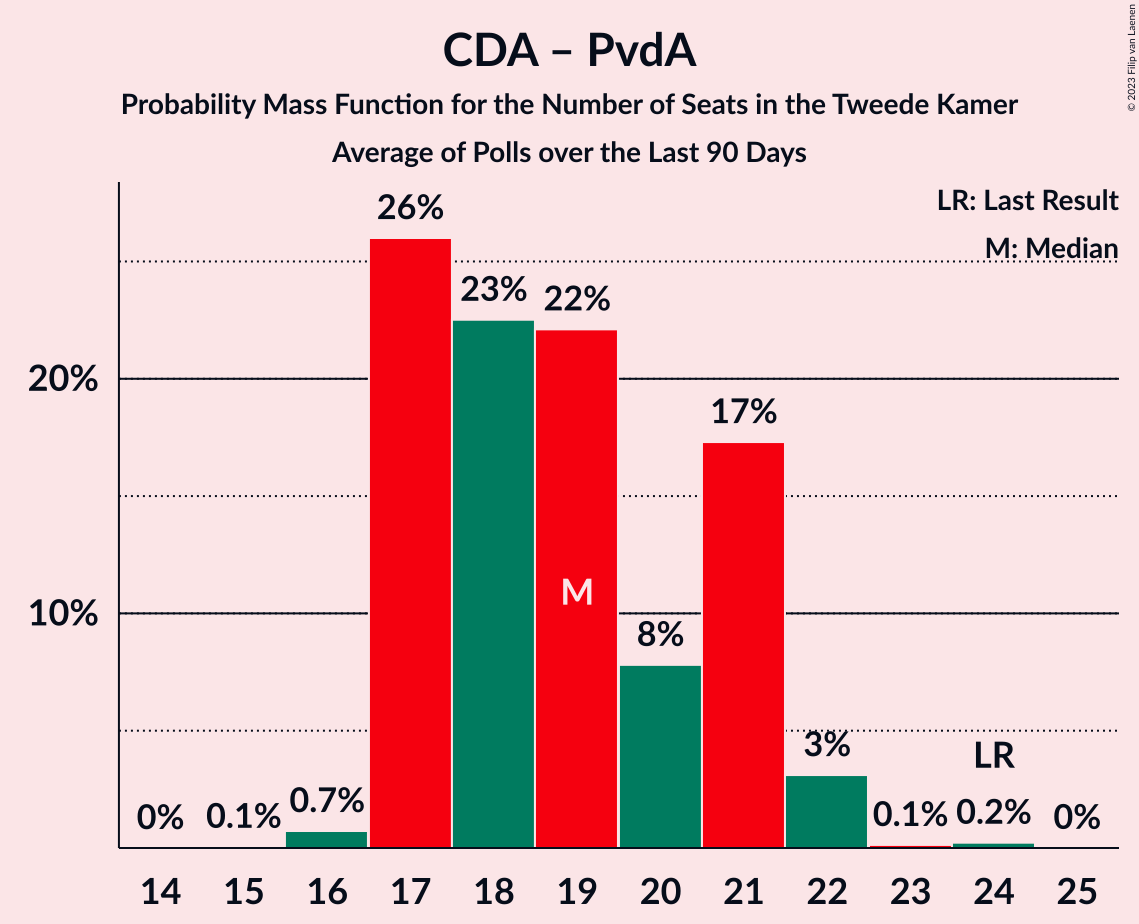 CDA – PvdA
Probability Mass Function for the Number of Seats in the Tweede Kamer
Average of Polls over the Last 90 Days
© 2023 Filip van Laenen
LR: Last Result
M: Median
26%
23%
22%
20%
17%
M
10%
8%
3%
LR
0%
0.1%
0.7%
0.1%
0.2%
0%
14 15 16 17 18 19 20 21 22 23 24 25